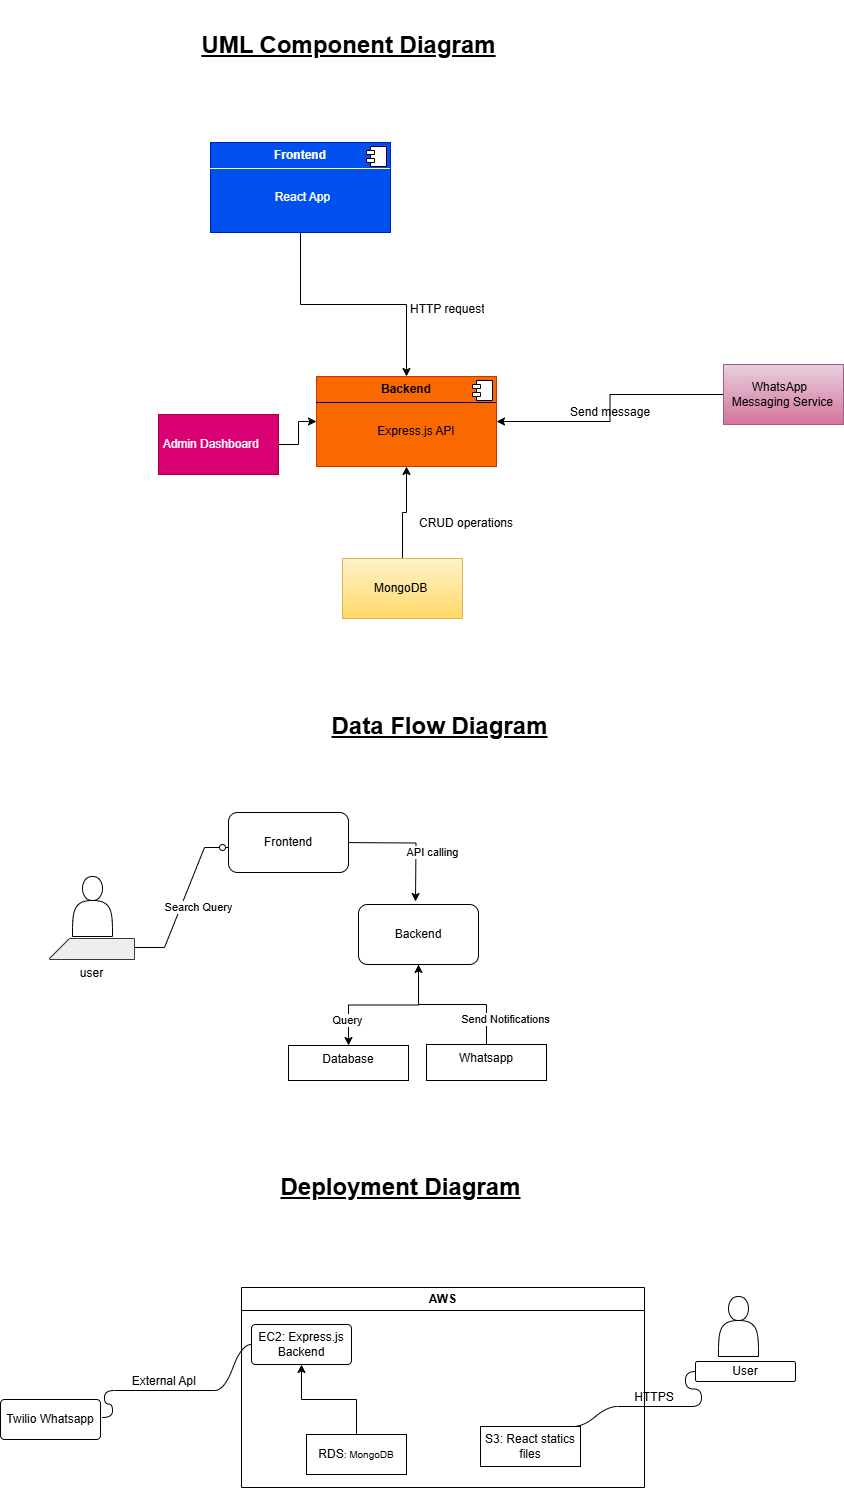 UML Component Diagram
Frontend
React App
HTTP request
Backend
Express.js API
WhatsApp
Messaging Service
Send message
Admin Dashboard
CRUD operations
MongoDB
Data Flow Diagram
Frontend
API calling
Search Query
Backend
user
Query
Send Notifications
Database
Whatsapp
Deployment Diagram
AWS
EC2: Express.js
Backend
User
External ApI
HTTPS
Twilio Whatsapp
S3: React statics
files
RDS: MongoDB